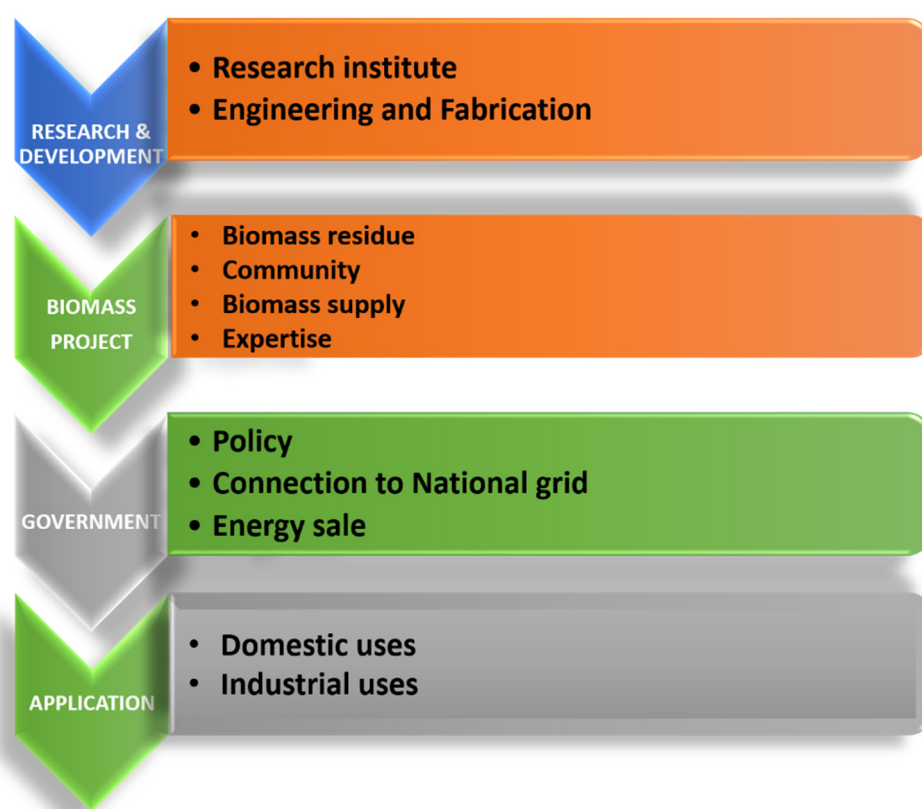 RESEARCH &
DEVELOPMENT
• Research institute
• Engineering and Fabrication
BIOMASS
PROJECT
• Biomass residue
• Community
• Biomass supply
• Expertise
GOVERNMENT
• Policy
• Connection to National grid
• Energy sale
APPLICATION
• Domestic uses
• Industrial uses